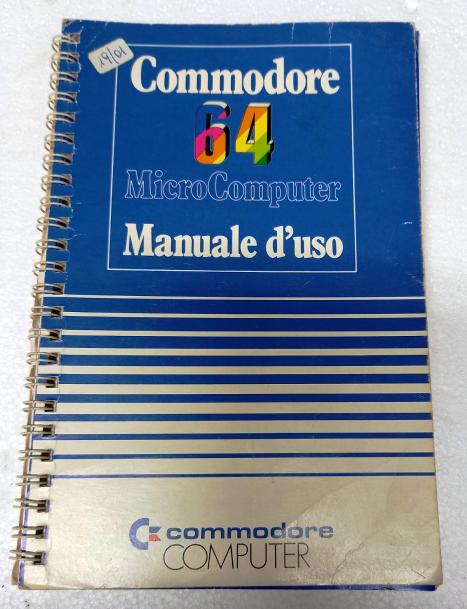 19/01
Commodore
64
MicroComputer
Manuale d'uso
commodore
COMPUTER